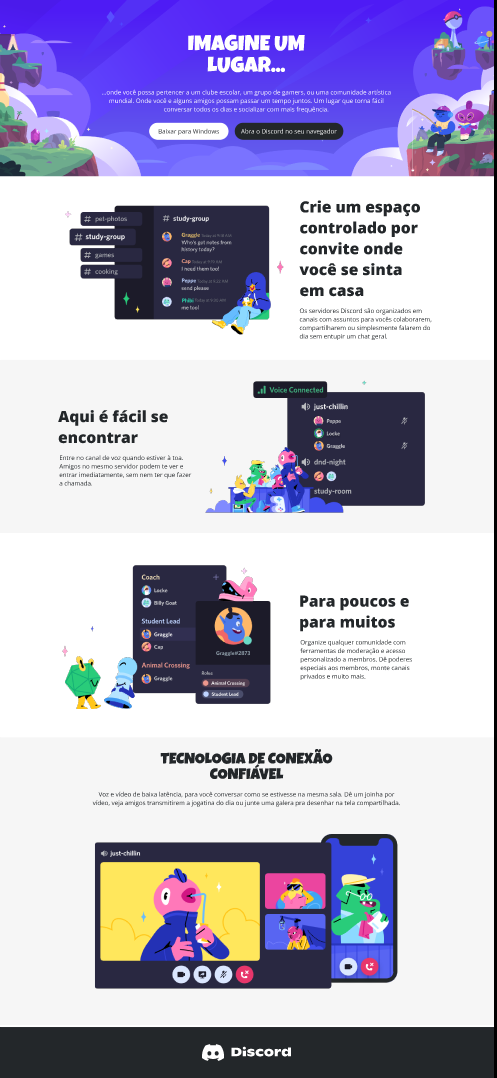 IMAGINE UM
LUGAR...
...onde você possa pertencer a um clube escolar, um grupo de gamers, ou uma comunidade artística
mundial. Onde você e alguns amigos possam passar um tempo juntos. Um lugar que torna fácil
conversar todos os dias e socializar com mais frequência.
Baixar para Windows
Abra o Discord no seu navegador
# pet-photos
# study-group
# games
# cooking
# study-group
Graggle Today at 9:18 AM
Who's got notes from
history today?
Cap Today at 9:19 AM
I need them too!
Peppe Today at 9:22 AM
send please
Phibi Today at 9:35 AM
me too!
Crie um espaço
controlado por
convite onde
você se sinta
em casa
Os servidores Discord são organizados em
canais com assuntos para vocês colaborarem,
compartilharem ou simplesmente falarem do
dia sem entupir um chat geral.
Aqui é fácil se
encontrar
Entre no canal de voz quando estiver à toa.
Amigos no mesmo servidor podem te ver e
entrar imediatamente, sem nem ter que fazer
a chamada.
Voice Connected
just-chillin
Peppe
Locke
Graggle
dnd-night
study-room
Coach
Locke
Billy Goat
Student Lead
Graggle
Cap
Animal Crossing
Graggle
Graggle#2873
Roles
Animal Crossing
Student Lead
Para poucos e
para muitos
Organize qualquer comunidade com
ferramentas de moderação e acesso
personalizado a membros. Dê poderes
especiais aos membros, monte canais
privados e muito mais.
TECNOLOGIA DE CONEXÃO
CONFIÁVEL
Voz e vídeo de baixa latência, para você conversar como se estivesse na mesma sala. Dê um joinha por
vídeo, veja amigos transmitirem a jogatina do dia ou junte uma galera pra desenhar na tela compartilhada.
just-chillin
Discord